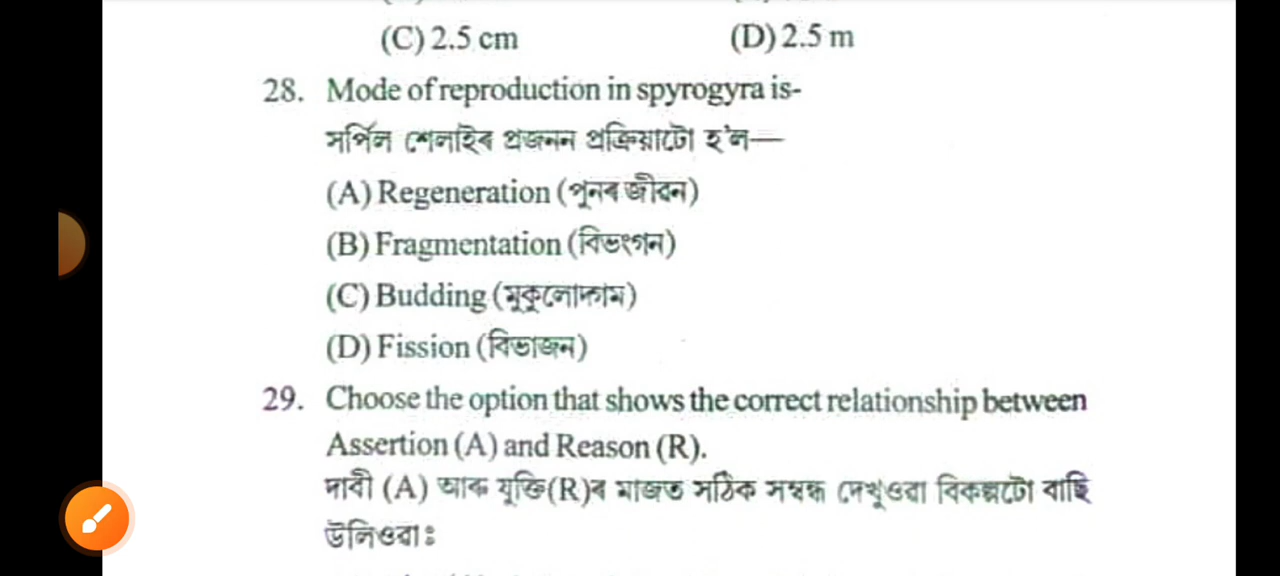 (C) 2.5 cm (D) 2.5 m
28. Mode of reproduction in spyrogyra is-
সৰ্পিল শেলাইৰ প্ৰজনন প্ৰক্ৰিয়াটো হ'ল—
(A) Regeneration (পূনৰ জীৱন)
(B) Fragmentation (বিভংগন)
(C) Budding (মুকুলোদ্গম)
(D) Fission (বিভাজন)
29. Choose the option that shows the correct relationship between
Assertion (A) and Reason (R).
দাবী (A) আৰু যুক্তি(R)ৰ মাজত সঠিক সম্বন্ধ দেখুওৱা বিকল্পটো বাছি
উলিওৱাঃ